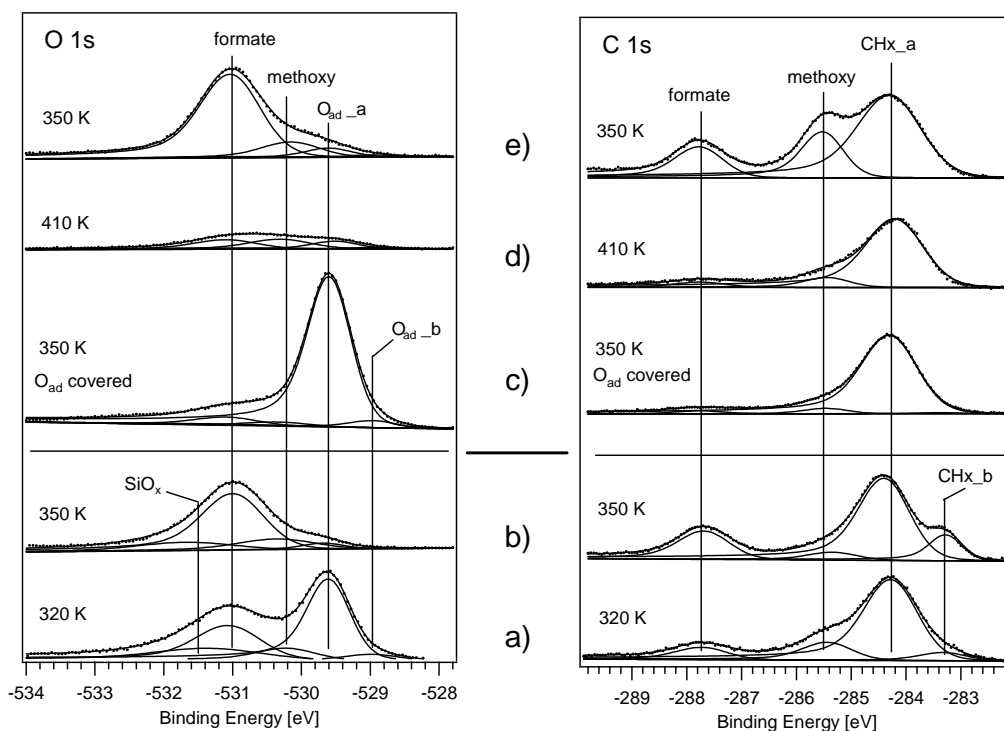 O 1s
formate
methoxy
O_ad _a
350 K
410 K
350 K
O_ad covered
O_ad _b
SiO_x
350 K
320 K
-534 -533 -532 -531 -530 -529 -528
Binding Energy [eV]
e)
d)
c)
b)
a)
C 1s
CHx_a
methoxy
formate
350 K
410 K
350 K
O_ad covered
CHx_b
350 K
320 K
-289 -288 -287 -286 -285 -284 -283
Binding Energy [eV]